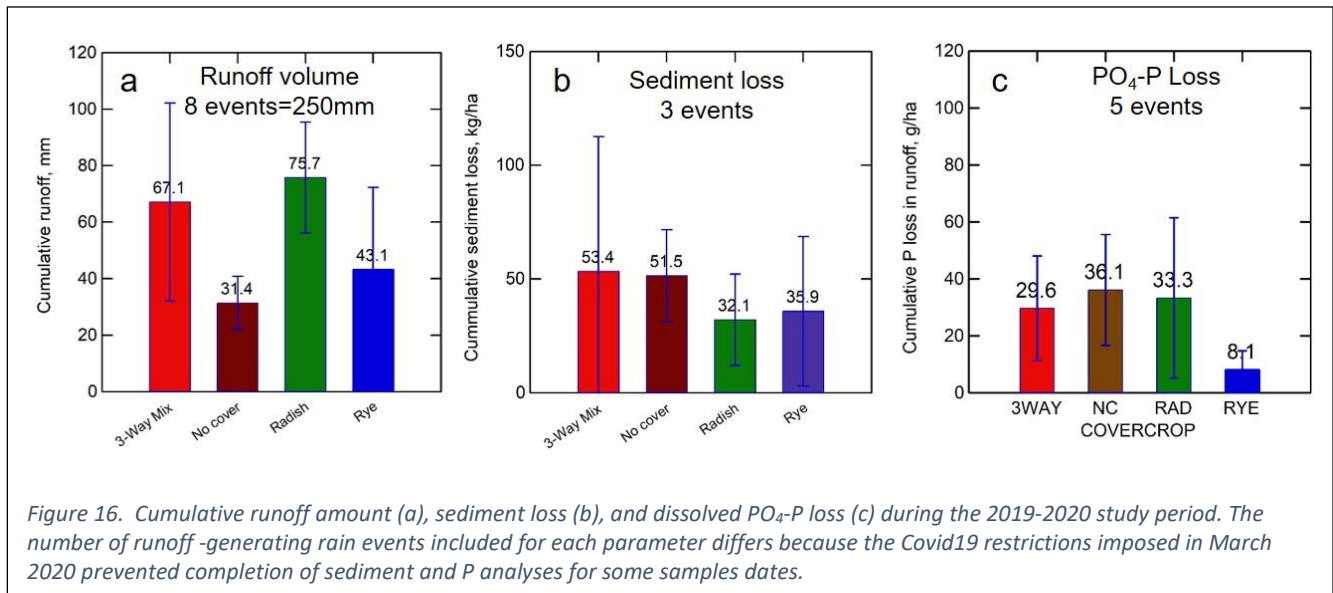 a
Runoff volume
8 events=250mm
Cumulative runoff, mm
120
100
80
60
40
20
0
67.1
31.4
75.7
43.1
3-Way Mix
No cover
Radish
Rye
b
Sediment loss
3 events
Cummulative sediment loss, kg/ha
150
100
50
0
53.4
51.5
32.1
35.9
3-Way Mix
No cover
Radish
Rye
c
PO₄-P Loss
5 events
Cumulative P loss in runoff, g/ha
120
100
80
60
40
20
0
29.6
36.1
33.3
8.1
3WAY NC RAD RYE
COVERCROP
Figure 16. Cumulative runoff amount (a), sediment loss (b), and dissolved PO₄-P loss (c) during the 2019-2020 study period. The
number of runoff -generating rain events included for each parameter differs because the Covid19 restrictions imposed in March
2020 prevented completion of sediment and P analyses for some samples dates.